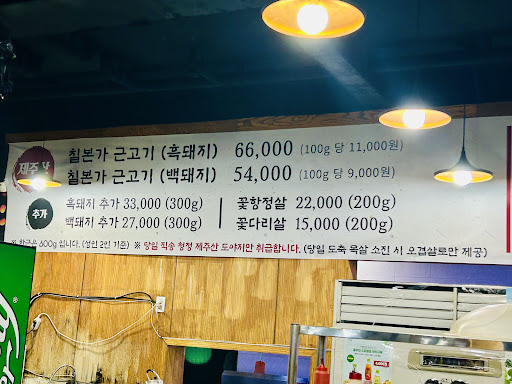 제주
칠본가 근고기 (흑돼지) 66,000 (100g 당 11,000원)
칠본가 근고기 (백돼지) 54,000 (100g 당 9,000원)
추가
흑돼지 추가 33,000 (300g)
백돼지 추가 27,000 (300g)
꽃항정살 22,000 (200g)
꽃다리살 15,000 (200g)
※ 한근은 600g 입니다. (성인 2인 기준) ※ 당일 직송 청정 제주산 도야지만 취급합니다. (당일 도축 목살 소진 시 오겹살로만 제공)